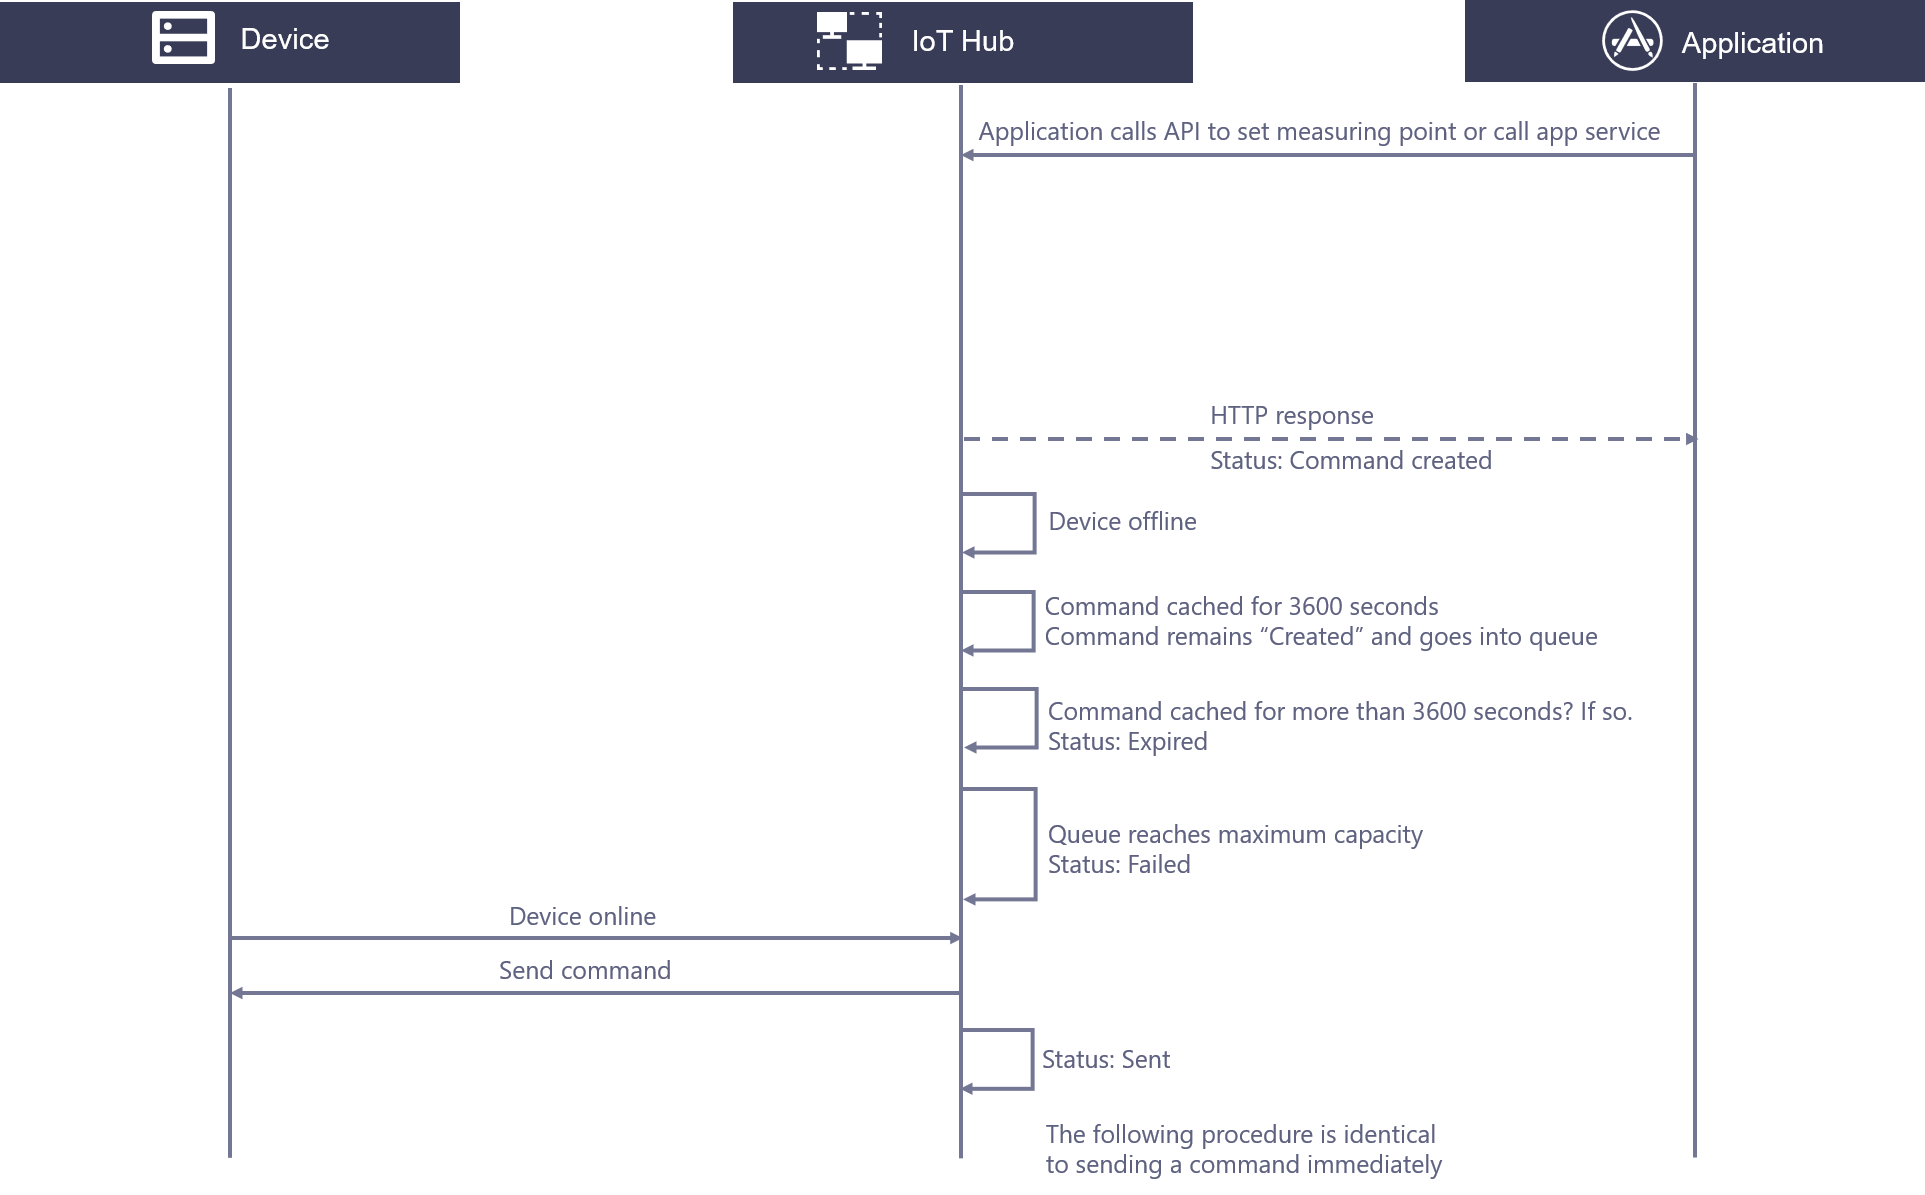 Device
IoT Hub
Application
Application calls API to set measuring point or call app service
HTTP response
Status: Command created
Device offline
Command cached for 3600 seconds
Command remains “Created” and goes into queue
Command cached for more than 3600 seconds? If so.
Status: Expired
Queue reaches maximum capacity
Status: Failed
Device online
Send command
Status: Sent
The following procedure is identical
to sending a command immediately